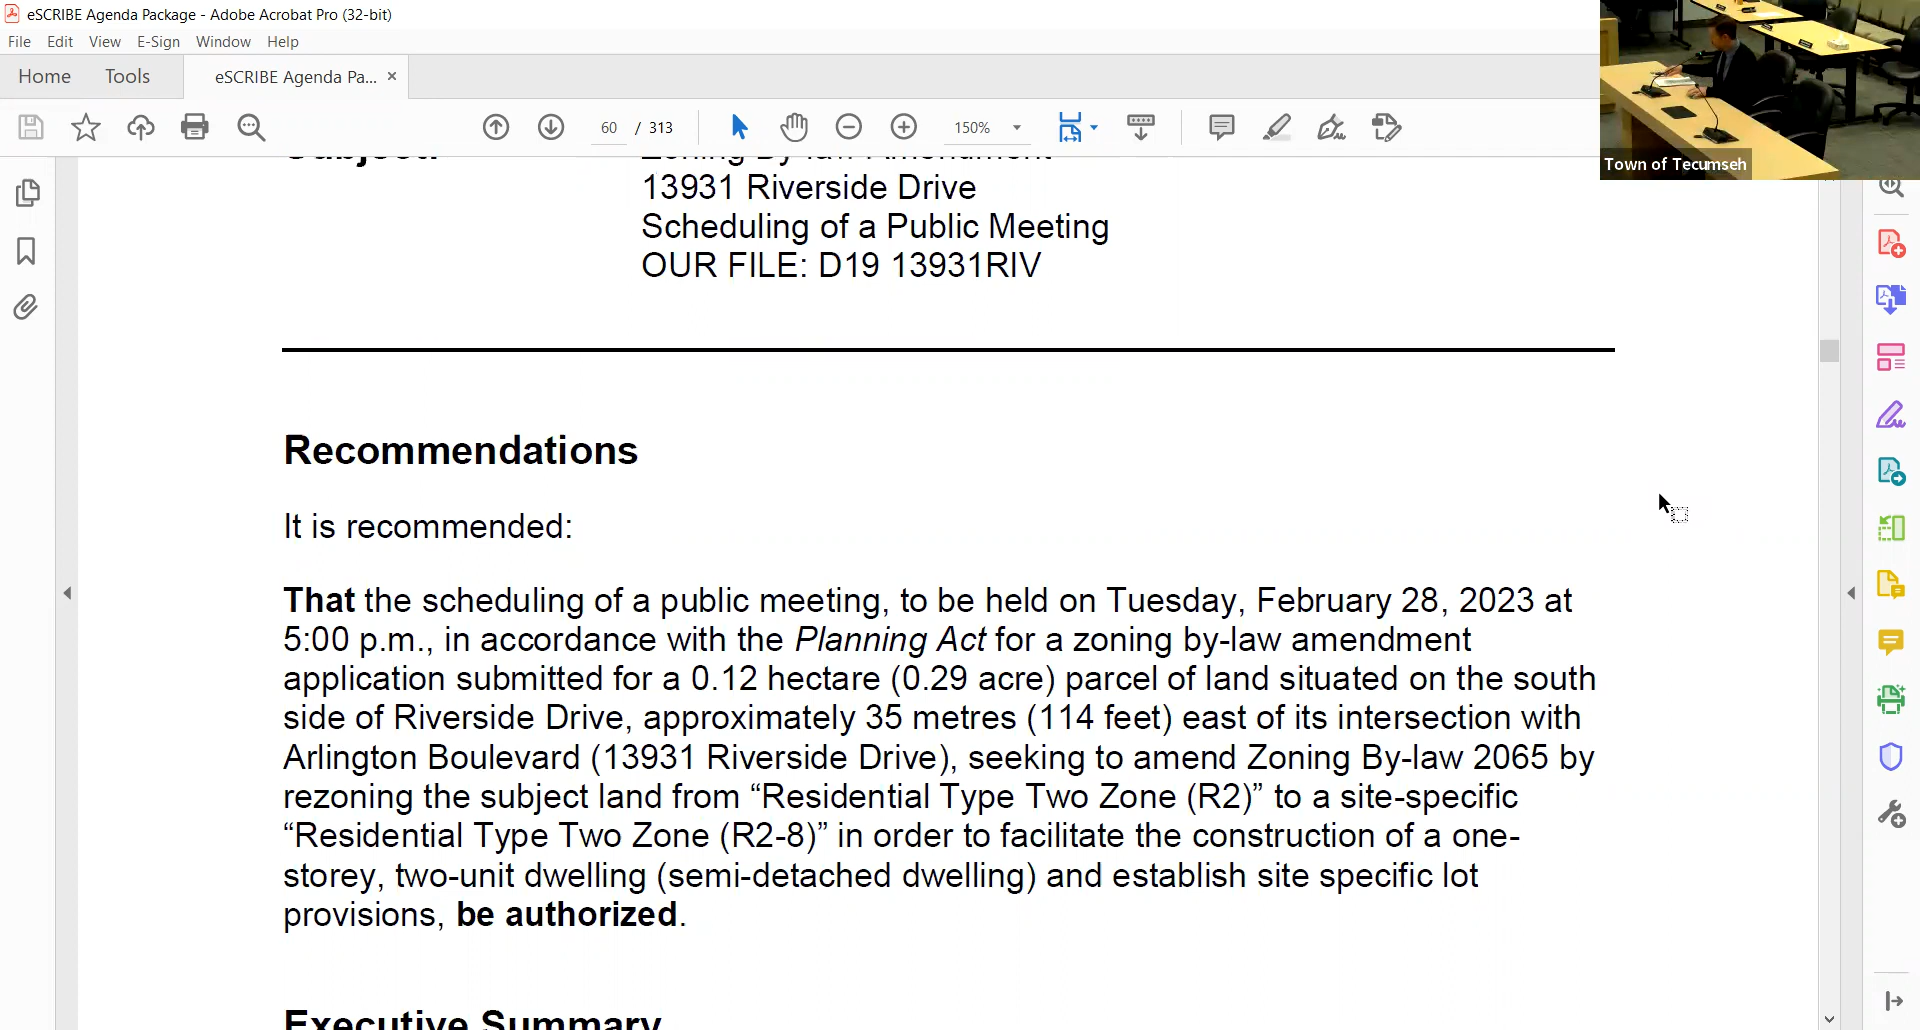 eSCRIBE Agenda Package - Adobe Acrobat Pro (32-bit)
File Edit View E-Sign Window Help
Home Tools eSCRIBE Agenda Pa... ×
60 / 313 150%
Town of Tecumseh
Subject: Zoning By-law Amendment
13931 Riverside Drive
Scheduling of a Public Meeting
OUR FILE: D19 13931RIV
Recommendations
It is recommended:
That the scheduling of a public meeting, to be held on Tuesday, February 28, 2023 at
5:00 p.m., in accordance with the Planning Act for a zoning by-law amendment
application submitted for a 0.12 hectare (0.29 acre) parcel of land situated on the south
side of Riverside Drive, approximately 35 metres (114 feet) east of its intersection with
Arlington Boulevard (13931 Riverside Drive), seeking to amend Zoning By-law 2065 by
rezoning the subject land from “Residential Type Two Zone (R2)” to a site-specific
“Residential Type Two Zone (R2-8)” in order to facilitate the construction of a one-
storey, two-unit dwelling (semi-detached dwelling) and establish site specific lot
provisions, be authorized.
Executive Summary